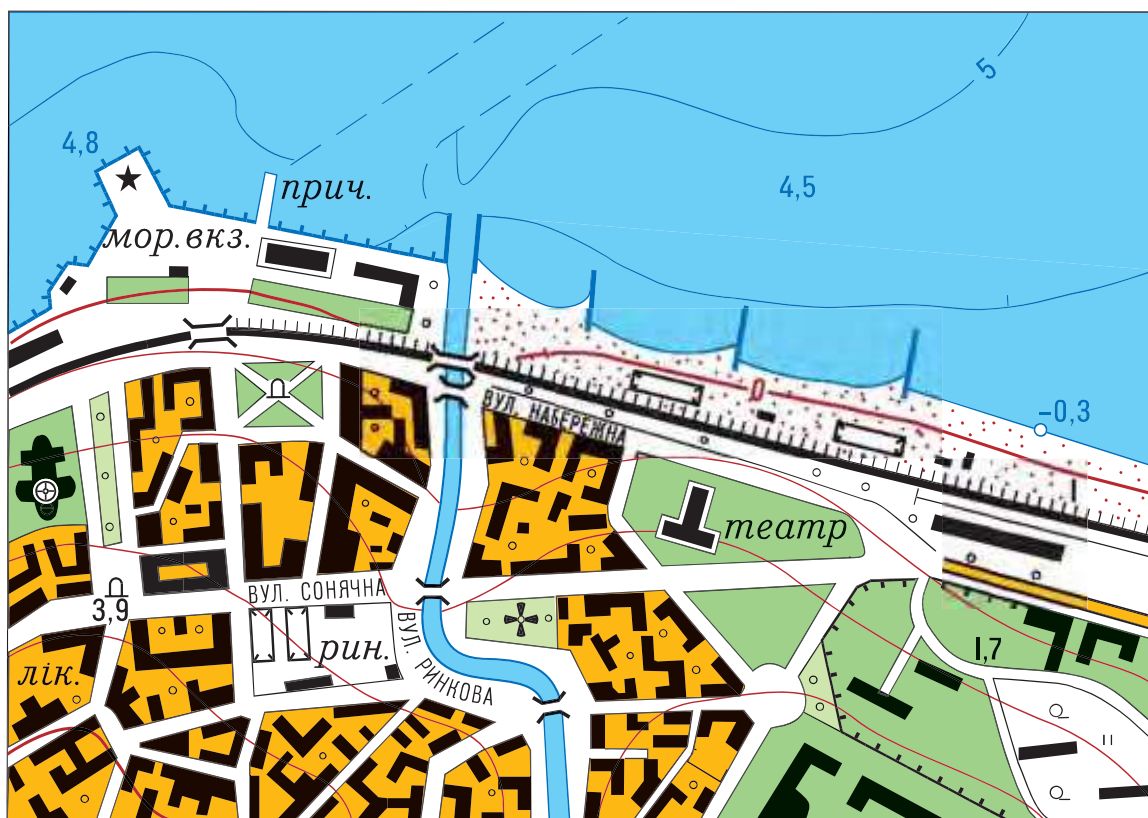 5
4,8
4,5
прич.
мор.вкз.
0
ВУЛ. НАБЕРЕЖНА
–0,3
театр
ВУЛ. СОНЯЧНА
3,9
ВУЛ. РИНКОВА
рин.
лік.
1,7